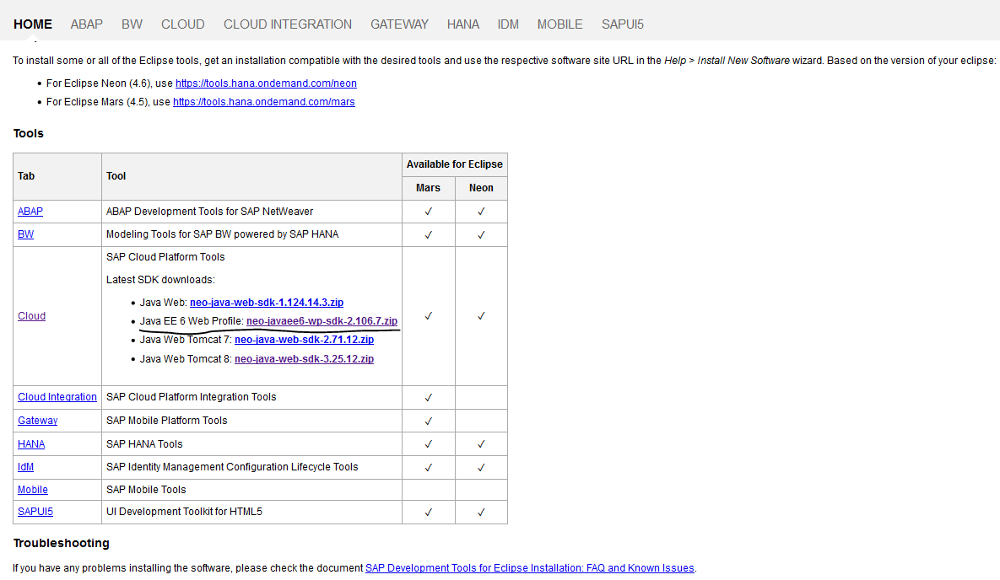 HOME ABAP BW CLOUD CLOUD INTEGRATION GATEWAY HANA IDM MOBILE SAPUI5
To install some or all of the Eclipse tools, get an installation compatible with the desired tools and use the respective software site URL in the Help > Install New Software wizard. Based on the version of your eclipse:
• For Eclipse Neon (4.6), use https://tools.hana.ondemand.com/neon
• For Eclipse Mars (4.5), use https://tools.hana.ondemand.com/mars
Tools
Tab Tool Available for Eclipse
Mars Neon
ABAP ABAP Development Tools for SAP NetWeaver ✓ ✓
BW Modeling Tools for SAP BW powered by SAP HANA ✓ ✓
Cloud SAP Cloud Platform Tools ✓ ✓
Latest SDK downloads:
• Java Web: neo-java-web-sdk-1.124.14.3.zip
• Java EE 6 Web Profile: neo-javaee6-wp-sdk-2.106.7.zip
• Java Web Tomcat 7: neo-java-web-sdk-2.71.12.zip
• Java Web Tomcat 8: neo-java-web-sdk-3.25.12.zip
Cloud Integration SAP Cloud Platform Integration Tools ✓
Gateway SAP Mobile Platform Tools ✓
HANA SAP HANA Tools ✓ ✓
IdM SAP Identity Management Configuration Lifecycle Tools ✓ ✓
Mobile SAP Mobile Tools
SAPUI5 UI Development Toolkit for HTML5 ✓ ✓
Troubleshooting
If you have any problems installing the software, please check the document SAP Development Tools for Eclipse Installation: FAQ and Known Issues.